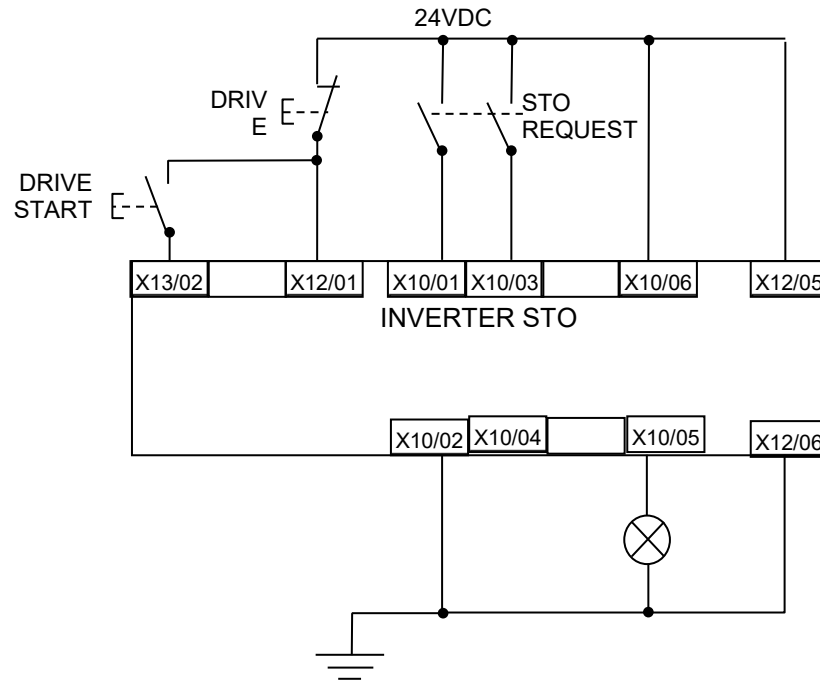 24VDC
DRIV
E
STO
REQUEST
DRIVE
START
X13/02
X12/01
X10/01
X10/03
X10/06
X12/05
INVERTER STO
X10/02
X10/04
X10/05
X12/06